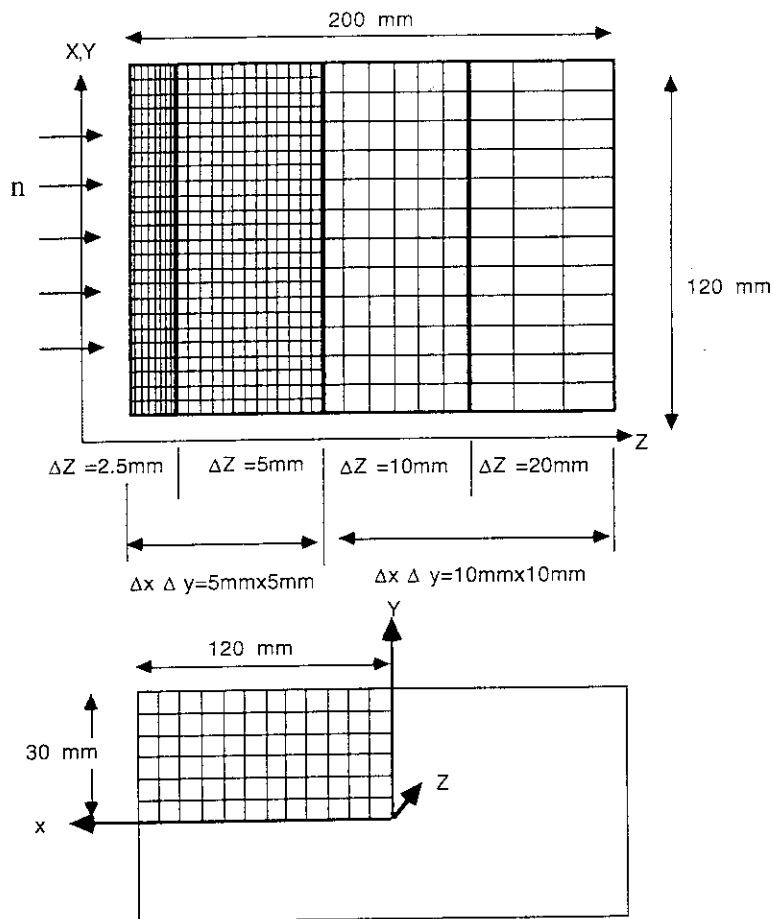 200 mm
X,Y
n
120 mm
Z
ΔZ =2.5mm
ΔZ =5mm
ΔZ=10mm
ΔZ=20mm
Δx Δ y=5mmx5mm
Δx Δ y=10mmx10mm
Y
120 mm
30 mm
Z
x